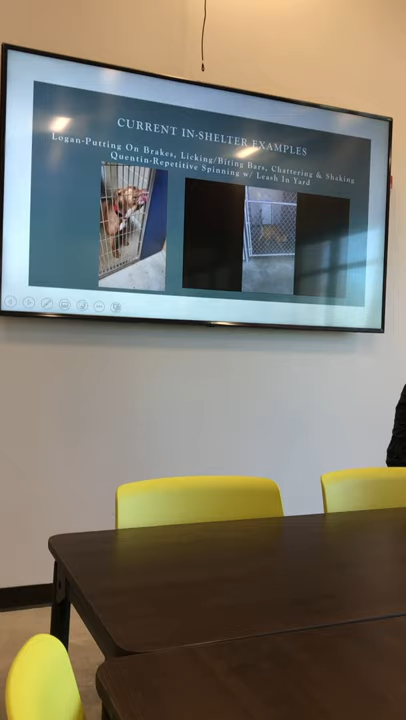 CURRENT IN-SHELTER EXAMPLES
Logan-Putting On Brakes, Licking/Biting Bars, Chattering & Shaking
Quentin-Repetitive Spinning w/ Leash In Yard